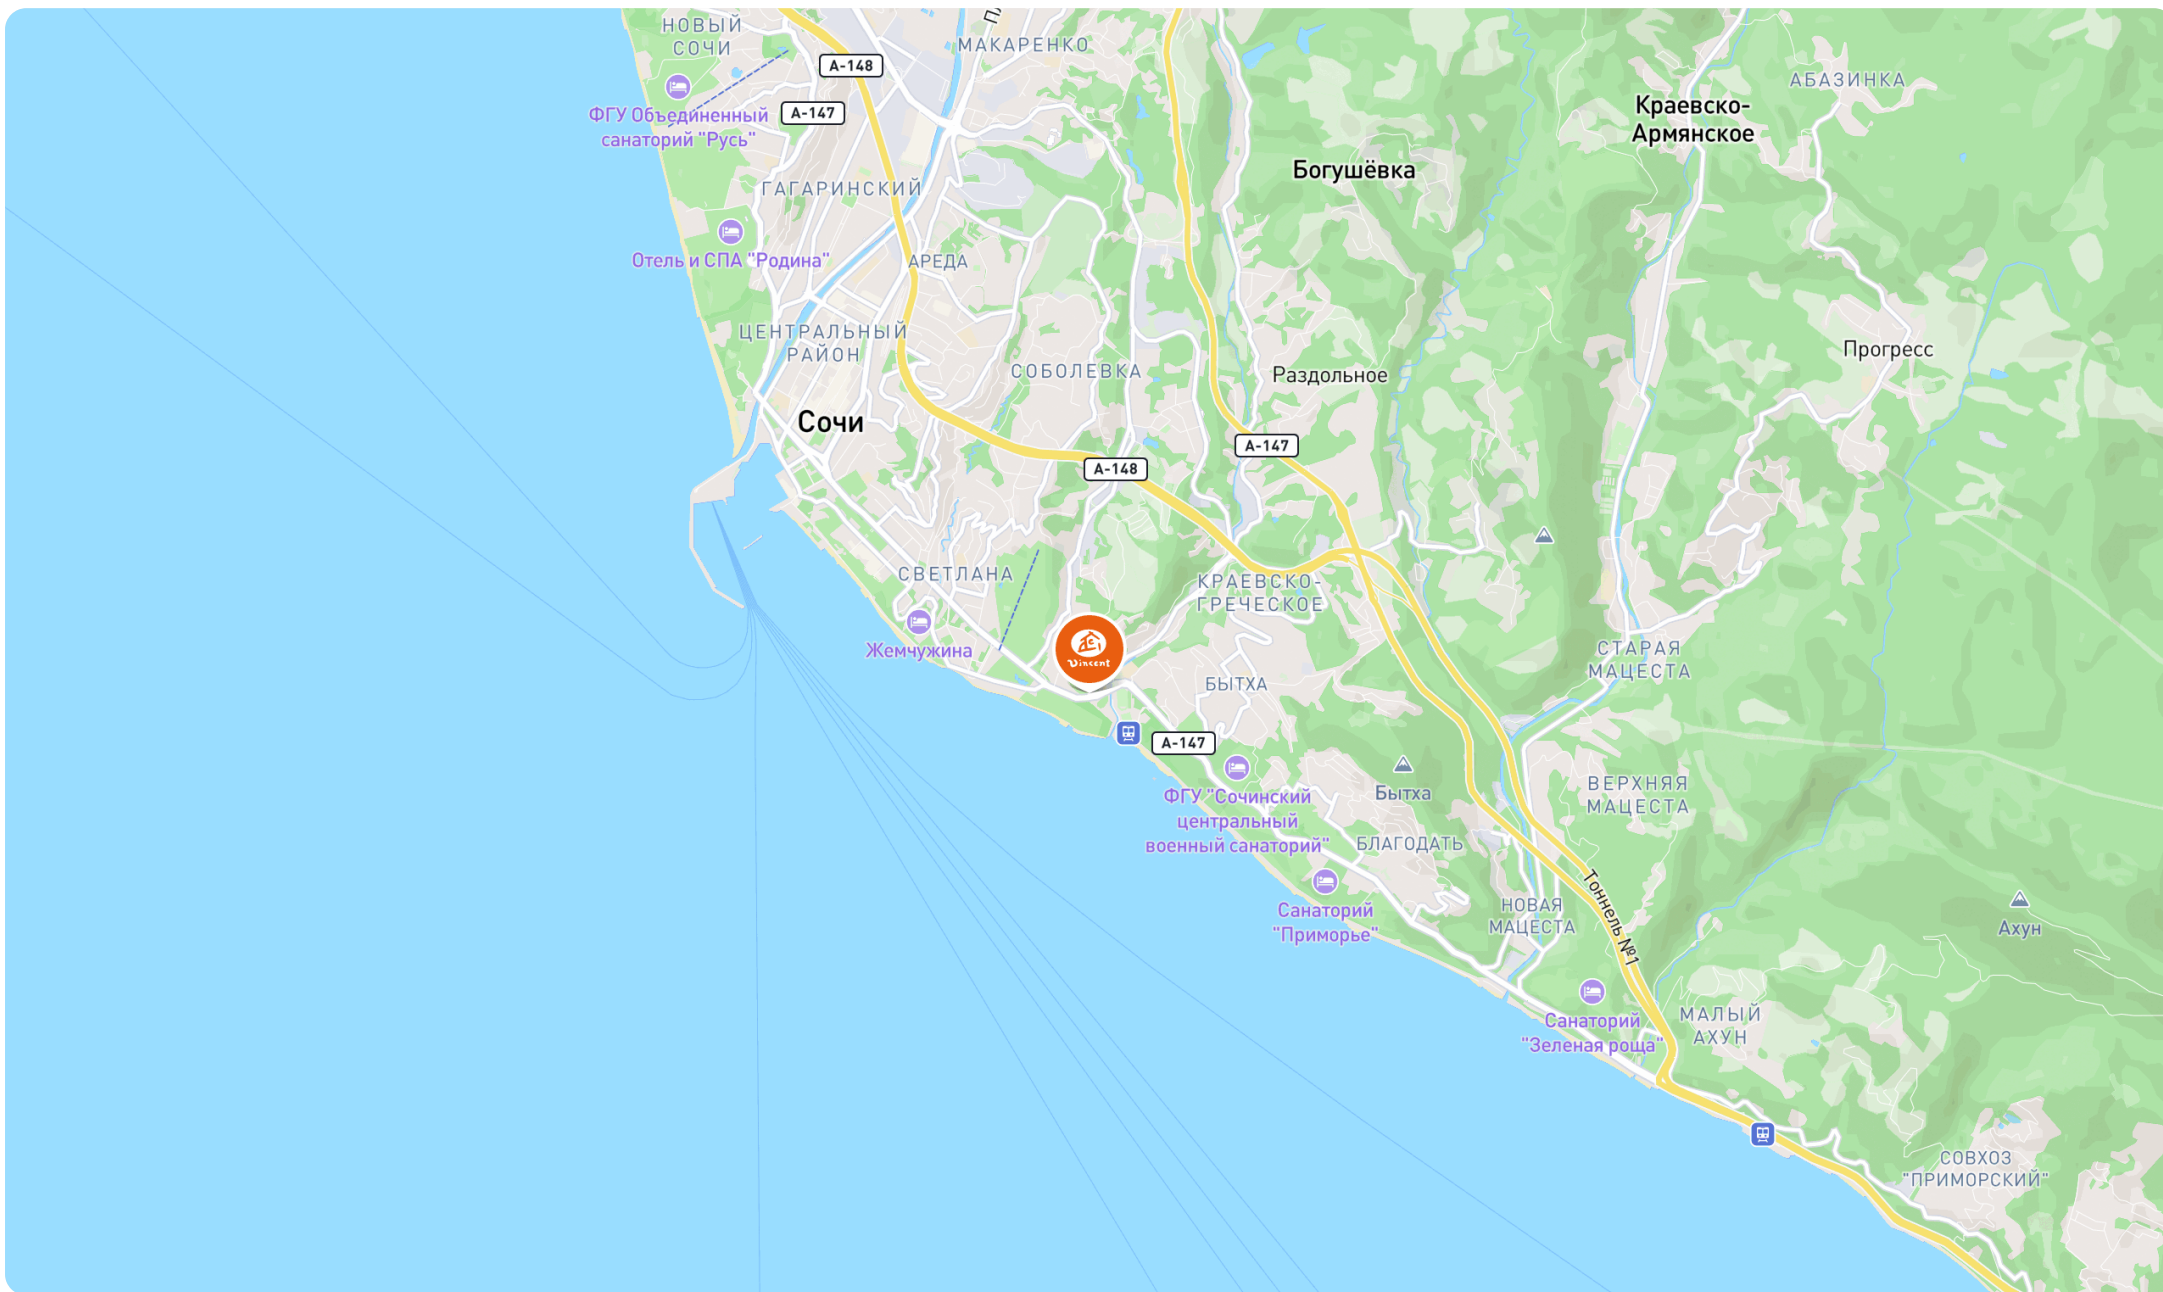 НОВЫЙ
СОЧИ
МАКАРЕНКО
А-148
А-147
ФГУ Объединенный
санаторий "Русь"
АБАЗИНКА
Краевско-
Армянское
Богушёвка
ГАГАРИНСКИЙ
Отель и СПА "Родина"
АРЕДА
ЦЕНТРАЛЬНЫЙ
РАЙОН
СОБОЛЕВКА
Раздольное
Прогресс
Сочи
А-147
А-148
СВЕТЛАНА
КРАЕВСКО-
ГРЕЧЕСКОЕ
Жемчужина
Vincent
СТАРАЯ
МАЦЕСТА
БЫТХА
А-147
ФГУ "Сочинский
центральный
военный санаторий"
Бытха
ВЕРХНЯЯ
МАЦЕСТА
БЛАГОДАТЬ
Санаторий
"Приморье"
НОВАЯ
МАЦЕСТА
Тоннель №1
Ахун
Санаторий
"Зеленая роща"
МАЛЫЙ
АХУН
СОВХОЗ
"ПРИМОРСКИЙ"